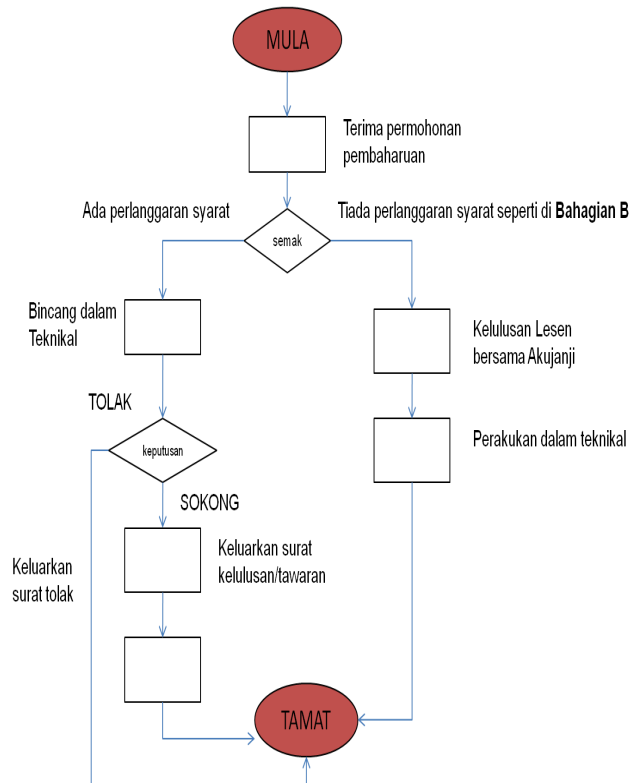 MULA
Terima permohonan
pembaharuan
Ada perlanggaran syarat
Tiada perlanggaran syarat seperti di Bahagian B
semak
Bincang dalam
Teknikal
Kelulusan Lesen
bersama Akujanji
TOLAK
Perakukan dalam teknikal
keputusan
SOKONG
Keluarkan surat
kelulusan/tawaran
Keluarkan
surat tolak
TAMAT